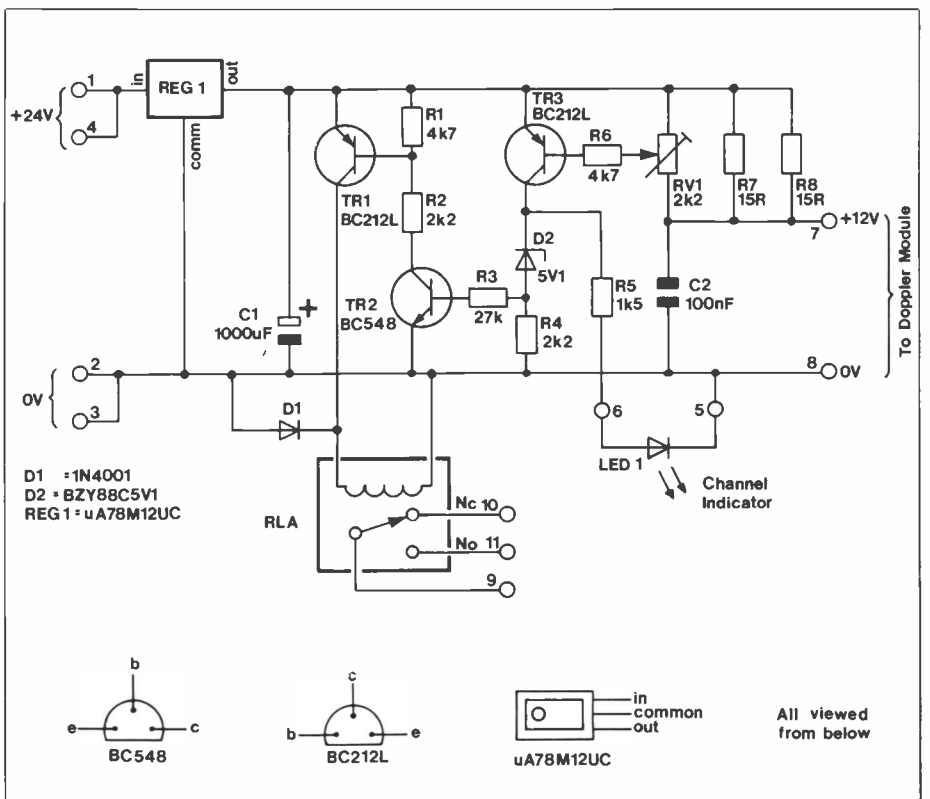 +24V
1
4
in
REG 1
out
comm
R1
4k7
TR1
BC212L
R2
2k2
TR3
BC212L
R6
4k7
RV1
2k2
R7
15R
R8
15R
7
+12V
To Doppler Module
D2
5V1
TR2
BC548
R3
27k
R4
2k2
R5
1k5
C2
100nF
C1
1000uF
+
0V
2
3
8
0V
D1
6
5
LED 1
Channel
Indicator
D1 =1N4001
D2 = BZY88C5V1
REG 1 = uA78M12UC
RLA
Nc 10
No 11
9
b
e
c
BC548
c
b
e
BC212L
in
common
out
uA78M12UC
All viewed
from below